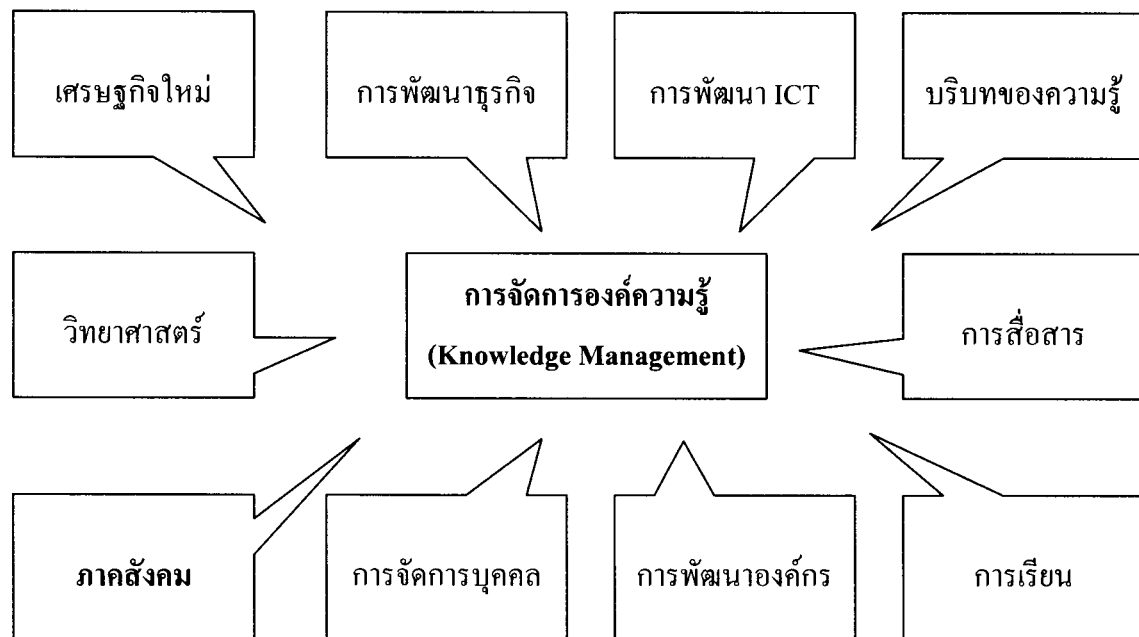 เศรษฐกิจใหม่
การพัฒนาธุรกิจ
การพัฒนา ICT
บริบทของความรู้
วิทยาศาสตร์
การจัดการองค์ความรู้
(Knowledge Management)
การสื่อสาร
ภาคสังคม
การจัดการบุคคล
การพัฒนาองค์กร
การเรียน